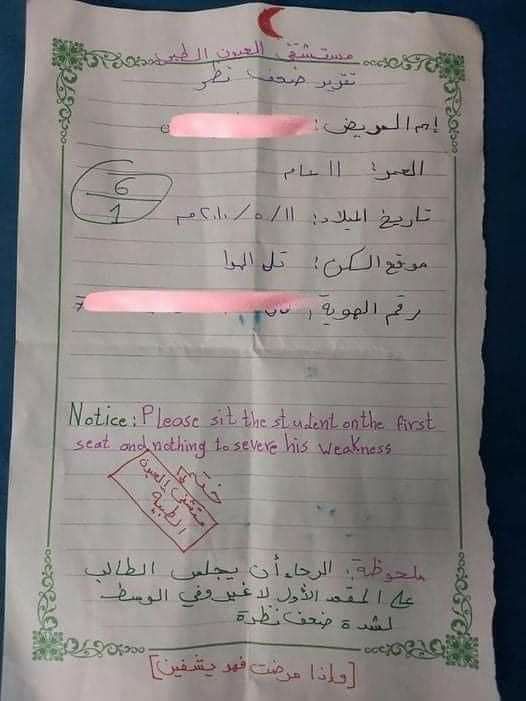 مستشفى العيون الطبي
تقرير ضعف نظر
إسم المريض:
العمر: ١١ عام
6
1
تاريخ الميلاد: ١١/٥/٢٠١٠م
موقع السكن: تل الهوا
رقم الهوية:
Notice: Please sit the student on the first
seat and nothing to severe his weakness
ختم
مستشفى العيون
الطبية
ملحوظة: الرجاء أن يجلس الطالب
على المقعد الأول لا غير وفي الوسط
لشدة ضعف نظرة
[وإذا مرضت فهو يشفين]